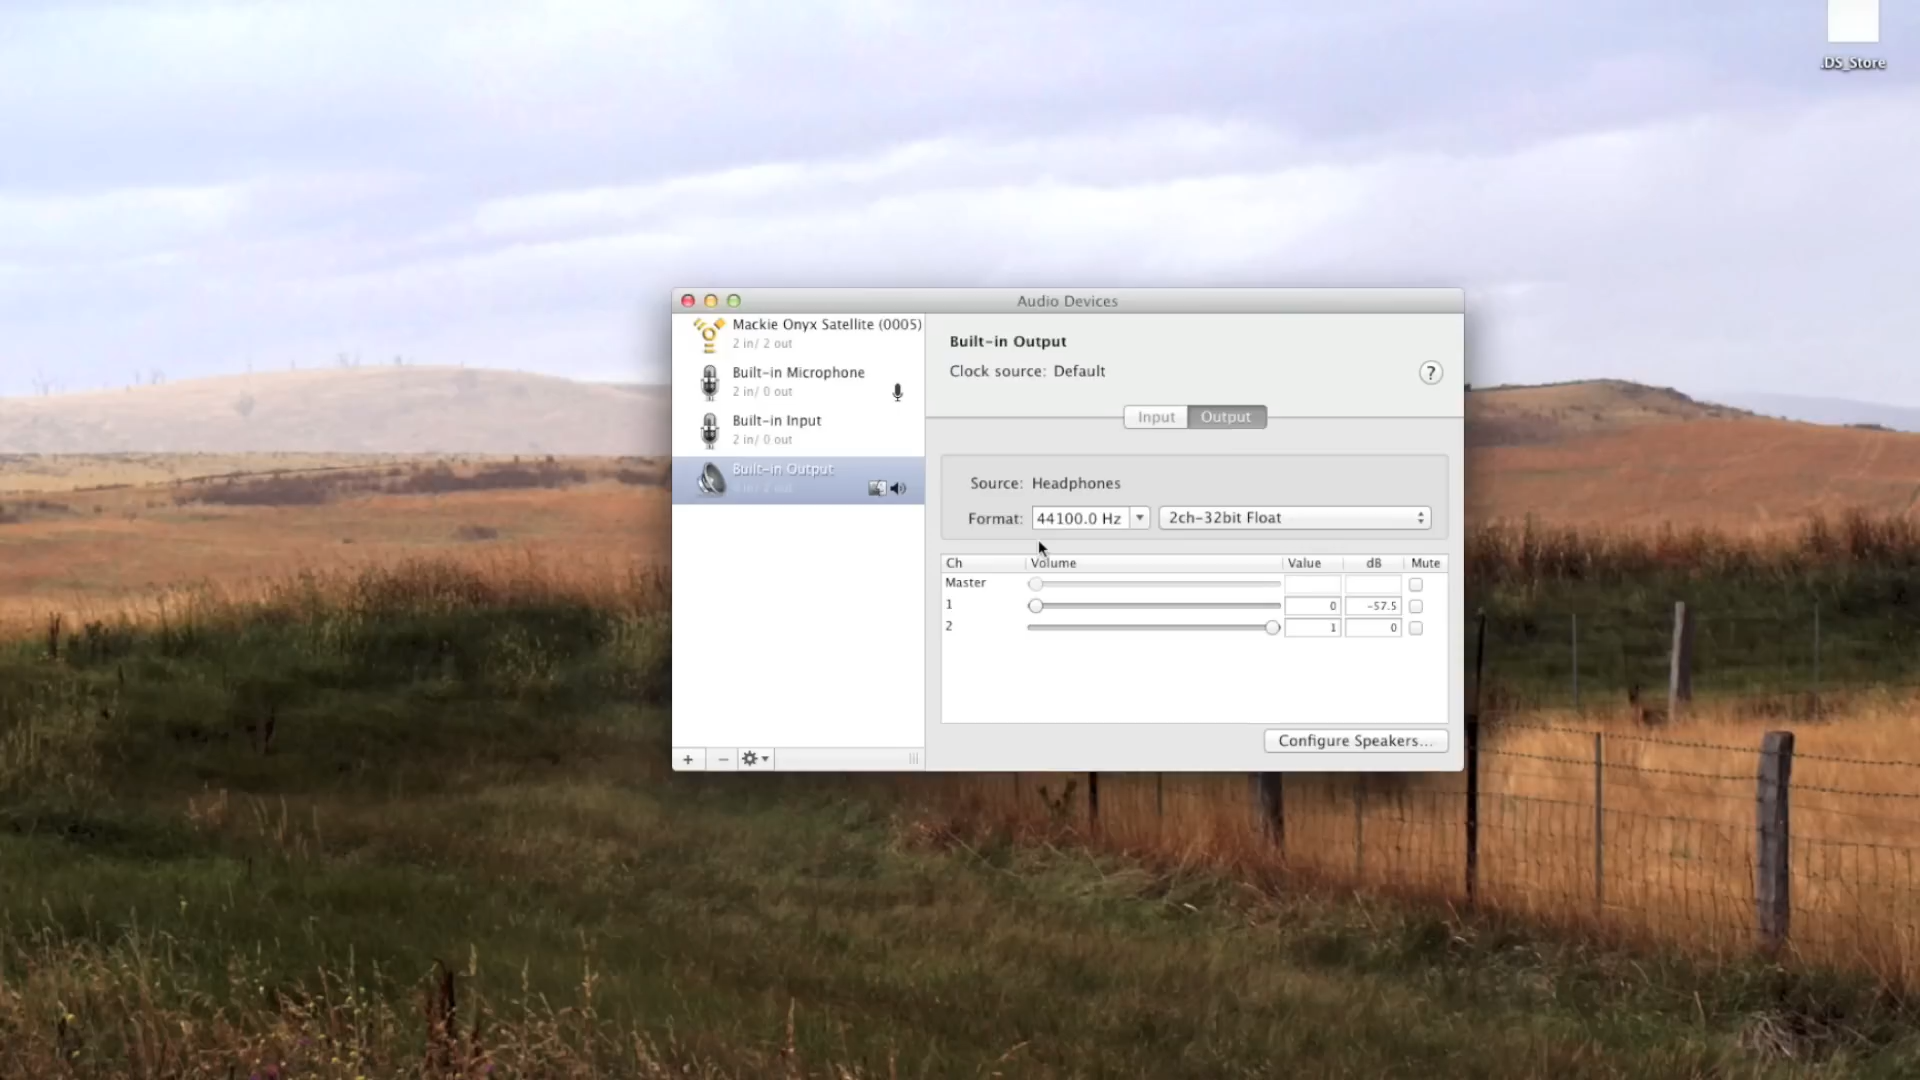 .DS_Store
Audio Devices
Mackie Onyx Satellite (0005)
2 in/ 2 out
Built-in Microphone
2 in/ 0 out
Built-in Input
2 in/ 0 out
Built-in Output
2 out
Built-in Output
Clock source: Default
?
Input Output
Source: Headphones
Format: 44100.0 Hz 2ch-32bit Float
Ch Volume Value dB Mute
Master
1 0 -57.5
2 1 0
Configure Speakers...